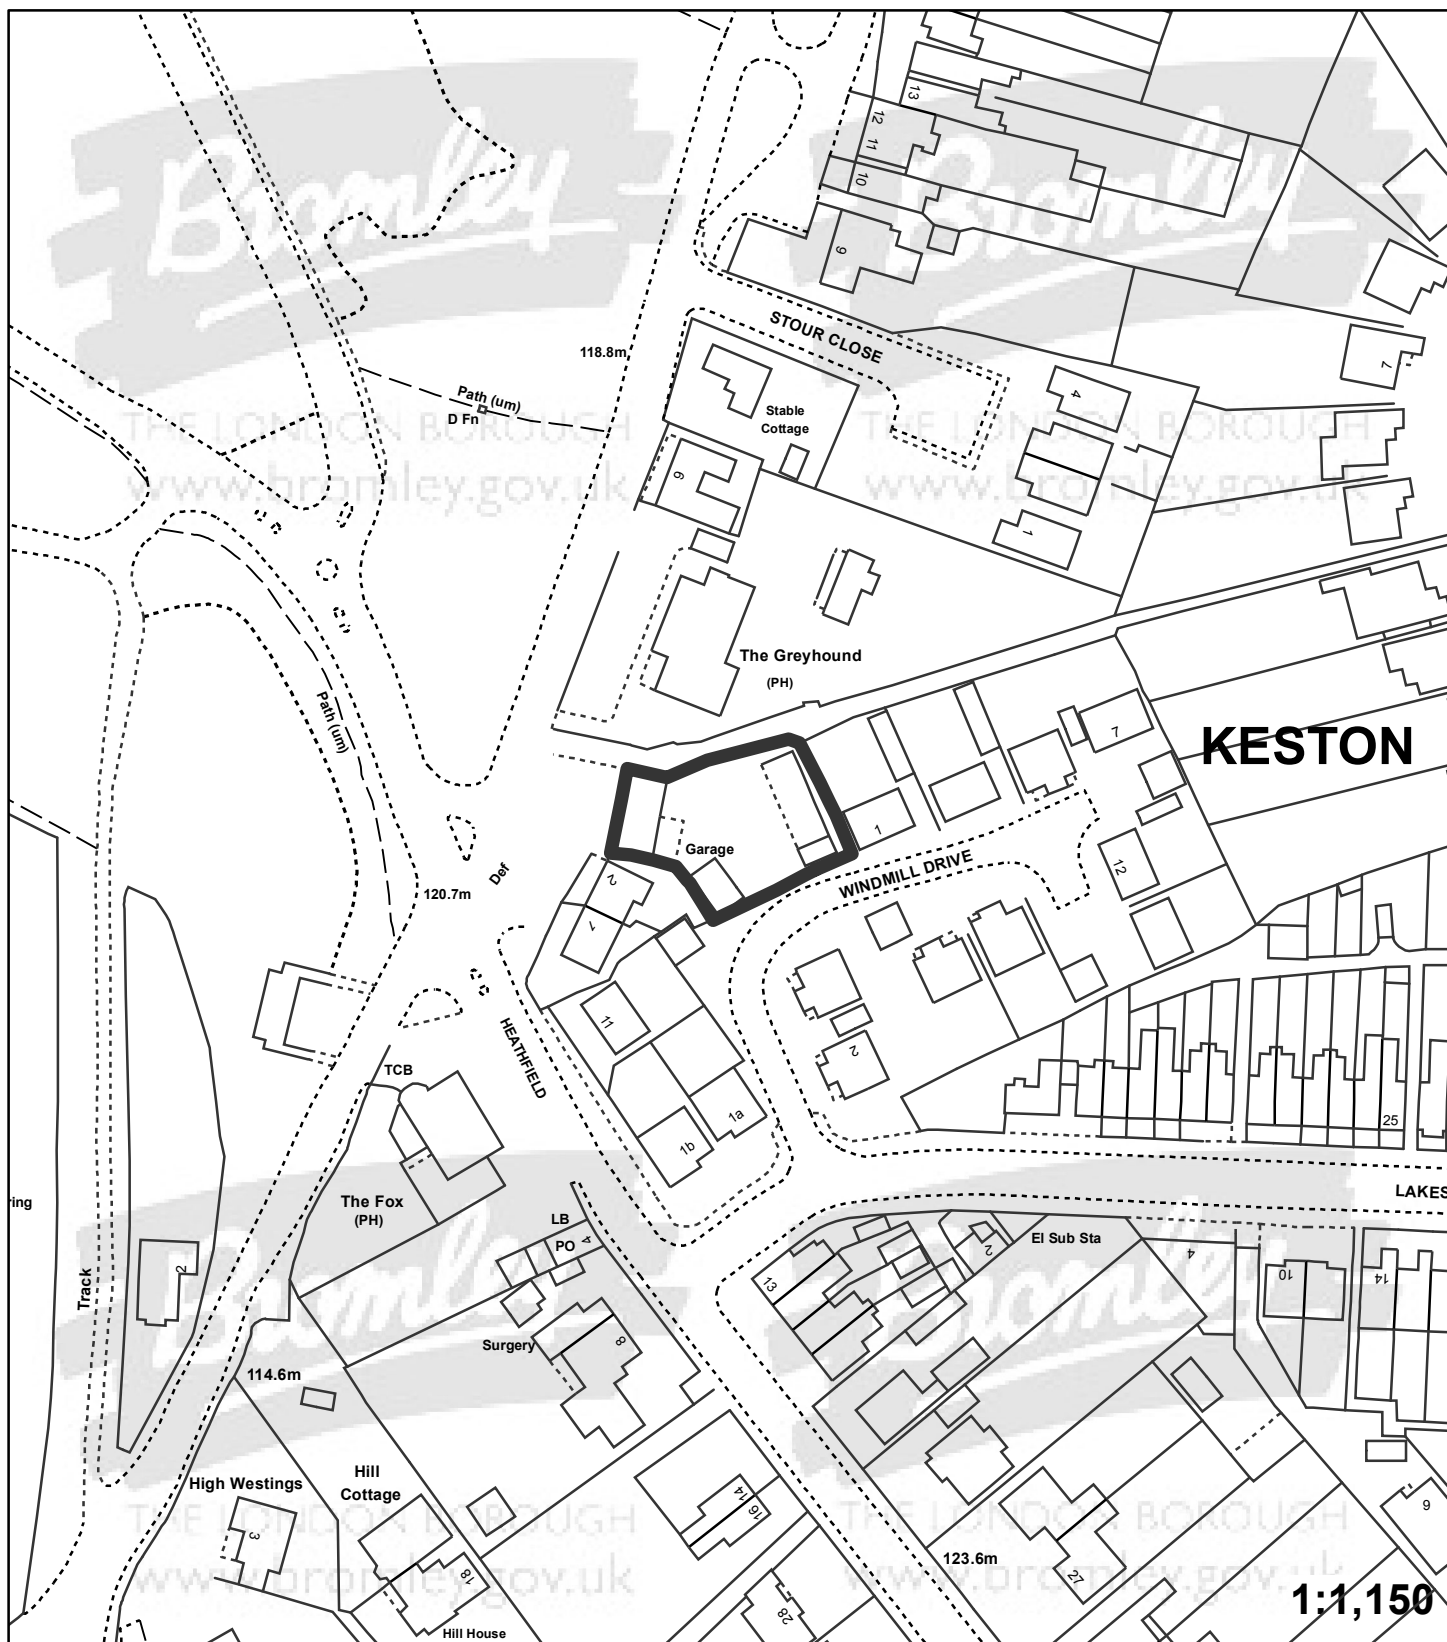 Bromley
THE LONDON BOROUGH
www.bromley.gov.uk
Bromley
THE LONDON BOROUGH
www.bromley.gov.uk
13
12
11
10
9
STOUR CLOSE
118.8m
Path (um)
D Fn
Stable
Cottage
4
7
6
1
The Greyhound
(PH)
Path (um)
KESTON
7
1
Garage
WINDMILL DRIVE
12
Def
120.7m
2
1
11
HEATHFIELD
2
TCB
1a
1b
25
The Fox
(PH)
LB
PO
4
ring
LAKES
Track
2
El Sub Sta
2
4
10
14
13
Surgery
8
114.6m
High Westings
Hill
Cottage
3
18
14
16
Hill House
28
123.6m
27
9
Bromley
THE LONDON BOROUGH
www.bromley.gov.uk
Bromley
THE LONDON BOROUGH
www.bromley.gov.uk
1:1,150